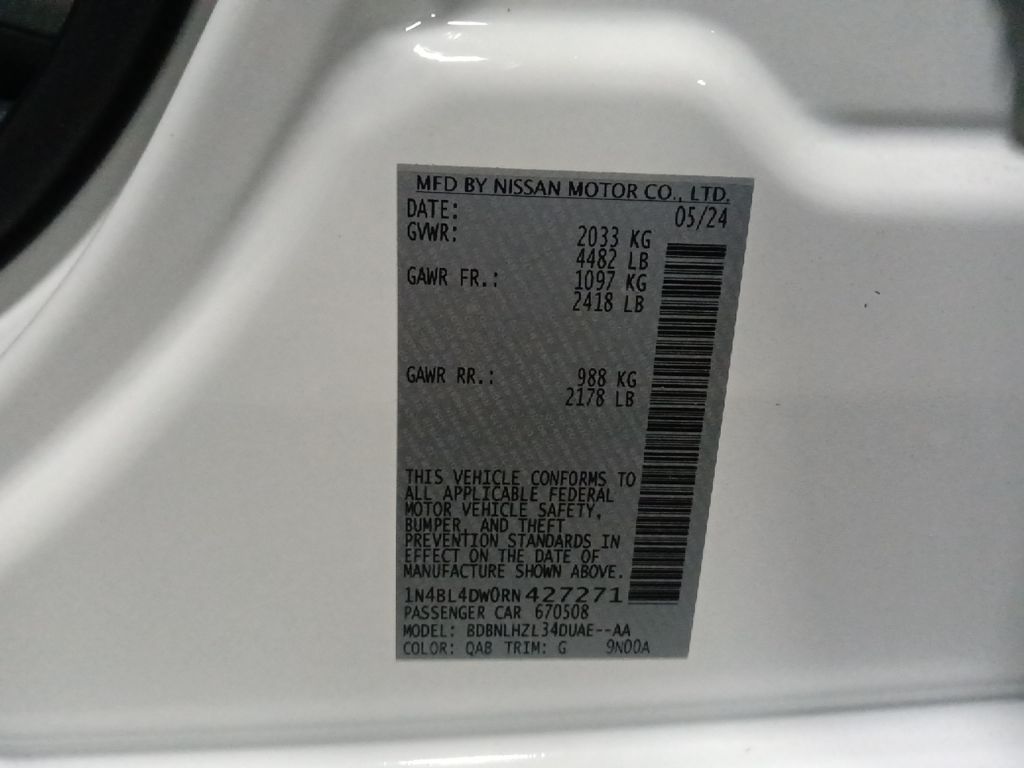 MFD BY NISSAN MOTOR CO., LTD.
DATE: 05/24
GVWR: 2033 KG
4482 LB
GAWR FR.: 1097 KG
2418 LB
GAWR RR.: 988 KG
2178 LB
THIS VEHICLE CONFORMS TO
ALL APPLICABLE FEDERAL
MOTOR VEHICLE SAFETY,
BUMPER, AND THEFT
PREVENTION STANDARDS IN
EFFECT ON THE DATE OF
MANUFACTURE SHOWN ABOVE.
1N4BL4DW0RN427271
PASSENGER CAR 670508
MODEL: BDBNLHZL34DUAE--AA
COLOR: QAB TRIM: G 9N00A